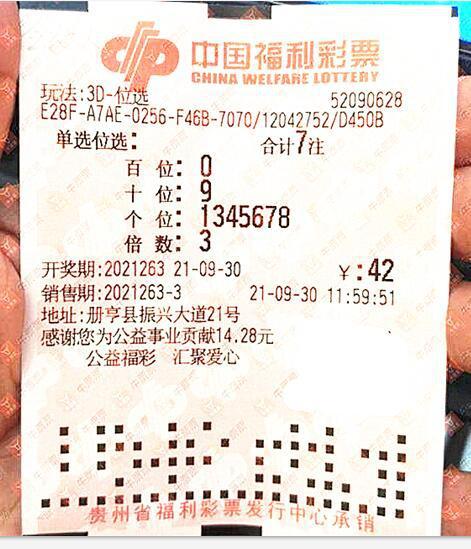 中国福利彩票
CHINA WELFARE LOTTERY
玩法:3D-位选 52090628
E28F-A7AE-0256-F46B-7070/12042752/D450B
单选位选: 合计7注
百 位: 0
十 位: 9
个 位: 1345678
倍 数: 3
开奖期:2021263 21-09-30 ¥:42
销售期:2021263-3 21-09-30 11:59:51
地址:册亨县振兴大道21号
感谢您为公益事业贡献14.28元
公益福彩 汇聚爱心
贵州省福利彩票发行中心承销